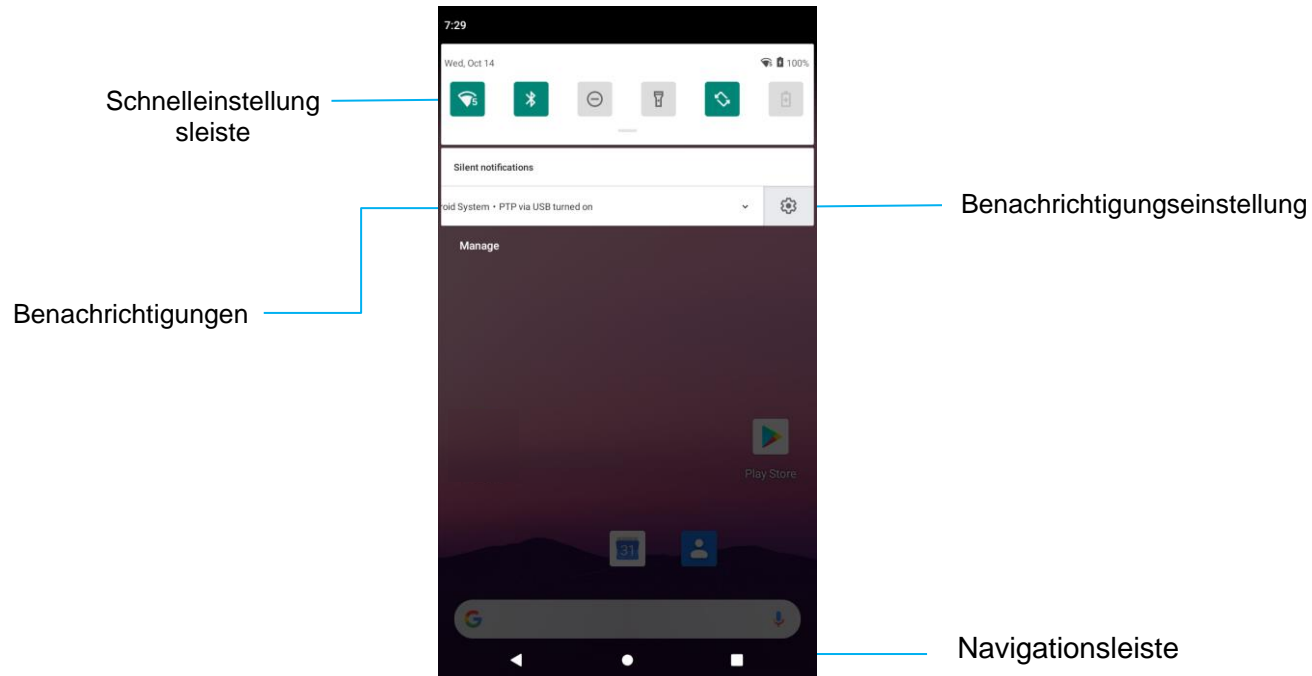 7:29
Wed, Oct 14
100%
5
Schnelleinstellung
sleiste
Silent notifications
roid System • PTP via USB turned on
Benachrichtigungseinstellung
Manage
Benachrichtigungen
Play Store
31
G
Navigationsleiste